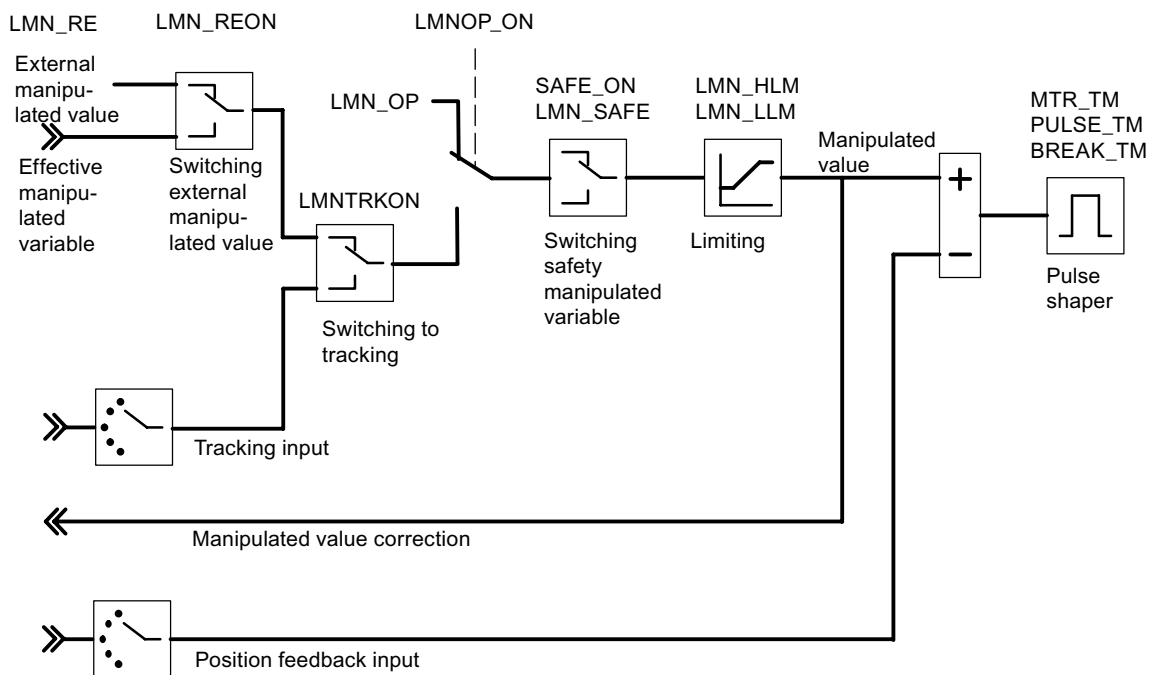 LMN_RE
LMN_REON
LMNOP_ON
External
manipu-
lated value
LMN_OP
SAFE_ON
LMN_SAFE
LMN_HLM
LMN_LLM
MTR_TM
PULSE_TM
BREAK_TM
Manipulated
value
Effective
manipu-
lated
variable
Switching
external
manipu-
lated value
LMNTRKON
Switching
safety
manipulated
variable
Limiting
Pulse
shaper
Switching to
tracking
Tracking input
Manipulated value correction
Position feedback input